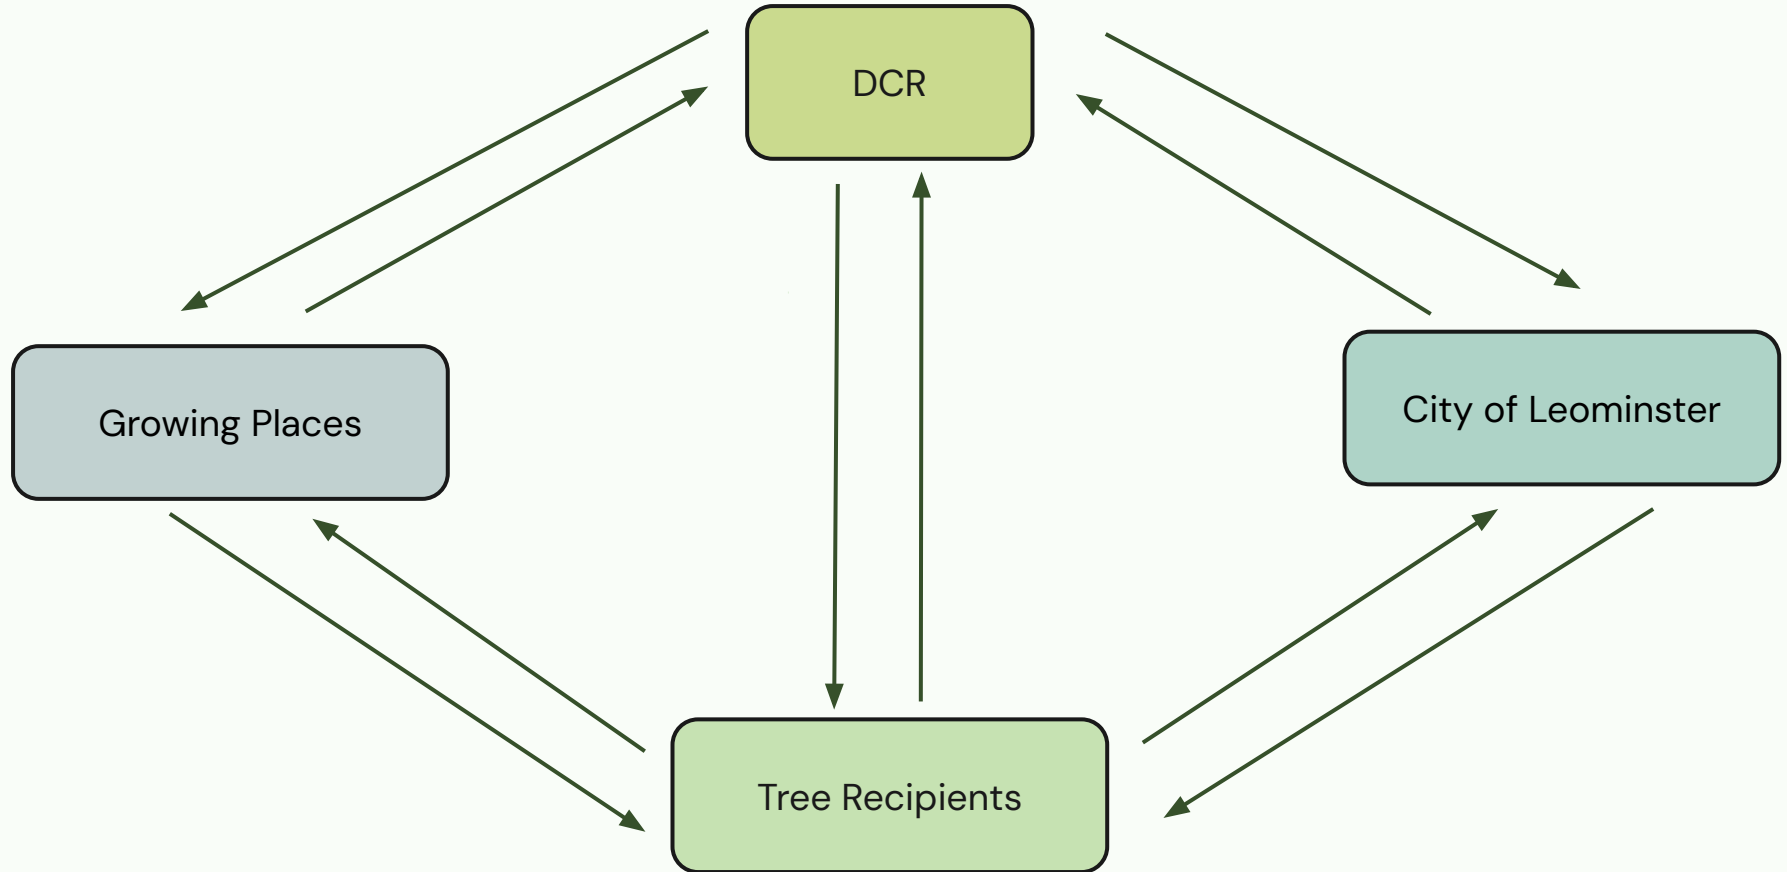 DCR
Growing Places
City of Leominster
Tree Recipients